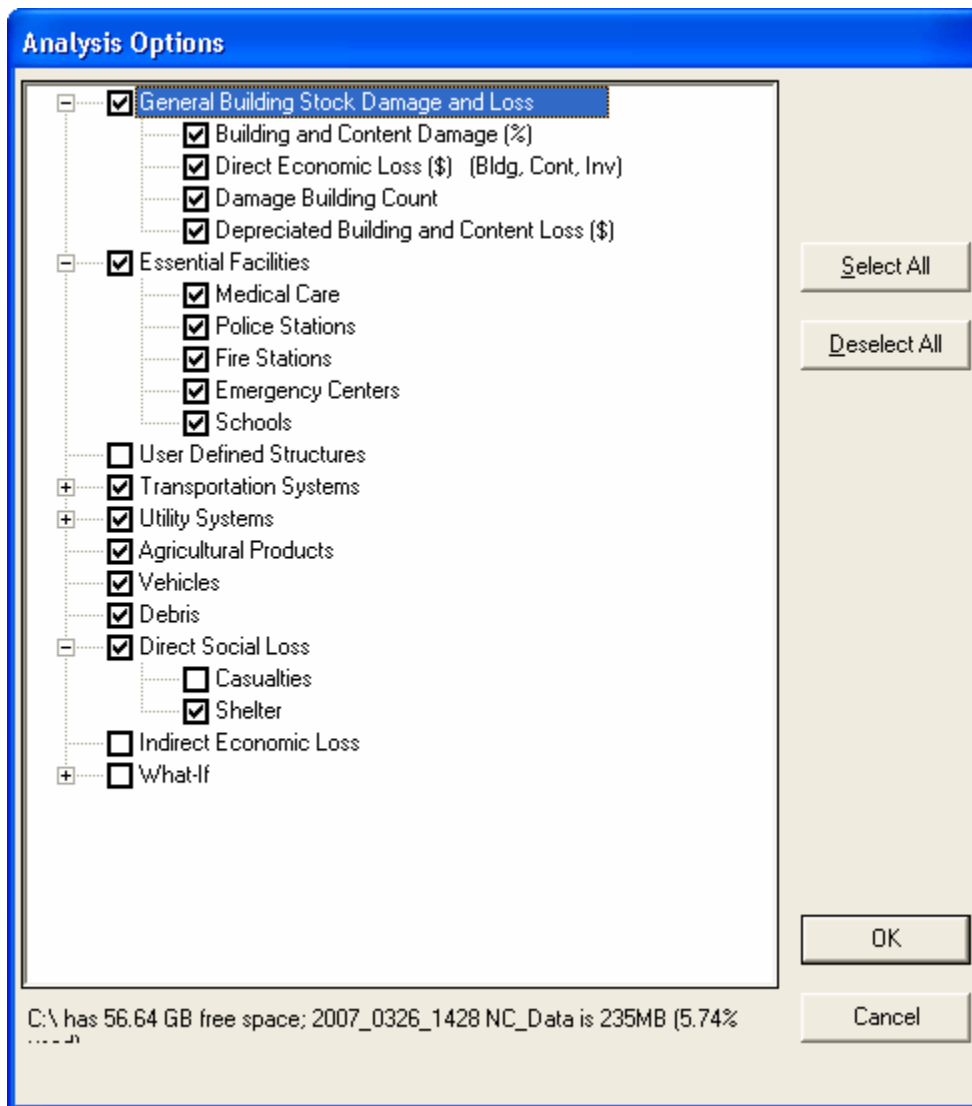 Analysis Options
General Building Stock Damage and Loss
Building and Content Damage (%)
Direct Economic Loss ($) (Bldg, Cont, Inv)
Damage Building Count
Depreciated Building and Content Loss ($)
Essential Facilities
Medical Care
Police Stations
Fire Stations
Emergency Centers
Schools
User Defined Structures
Transportation Systems
Utility Systems
Agricultural Products
Vehicles
Debris
Direct Social Loss
Casualties
Shelter
Indirect Economic Loss
What-If
Select All
Deselect All
OK
Cancel
C:\ has 56.64 GB free space; 2007_0326_1428 NC_Data is 235MB (5.74%